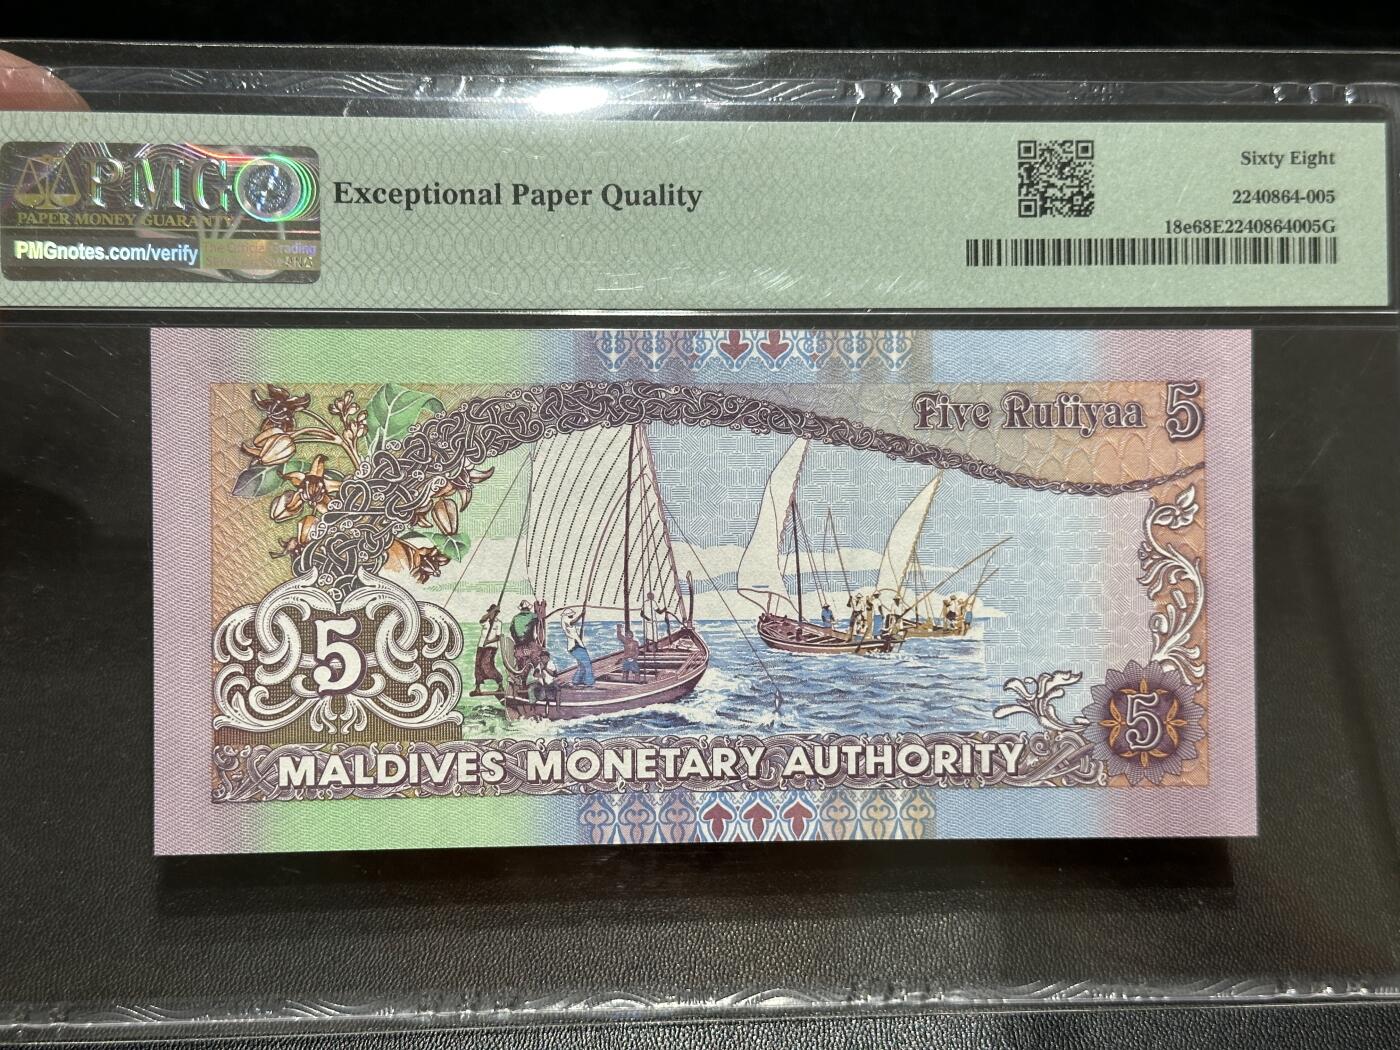 PMG
PAPER MONEY GUARANTY
PMGnotes.com/verify
Exceptional Paper Quality
Sixty Eight
2240864-005
18e68E2240864005G
Five Rufiyaa 5
5
5
MALDIVES MONETARY AUTHORITY